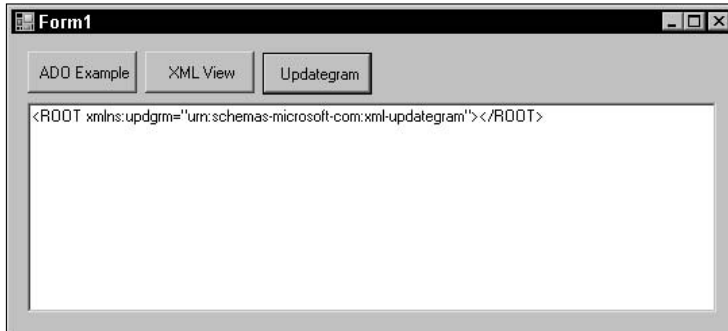 Form1
ADO Example XML View Updategram
<ROOT xmlns:updgrm="urn:schemas-microsoft-com:xml-updategram"></ROOT>